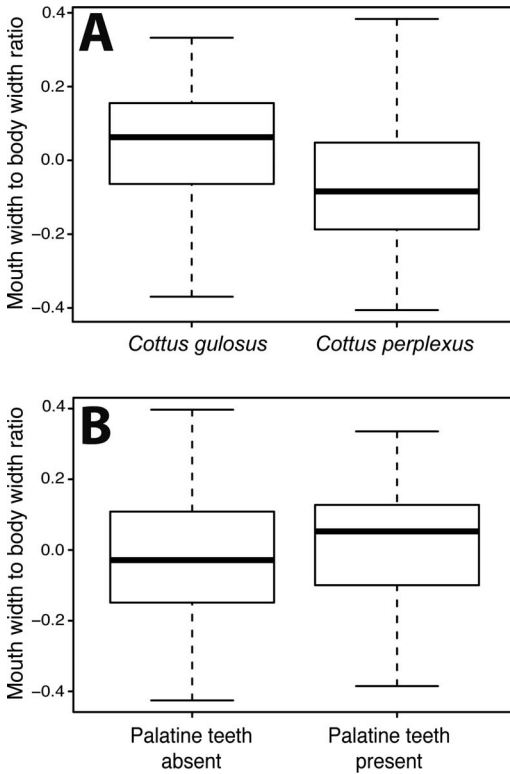 A
Mouth width to body width ratio
0.4
0.2
0.0
−0.2
−0.4
Cottus gulosus
Cottus perplexus
B
Mouth width to body width ratio
0.4
0.2
0.0
−0.2
−0.4
Palatine teeth
absent
Palatine teeth
present